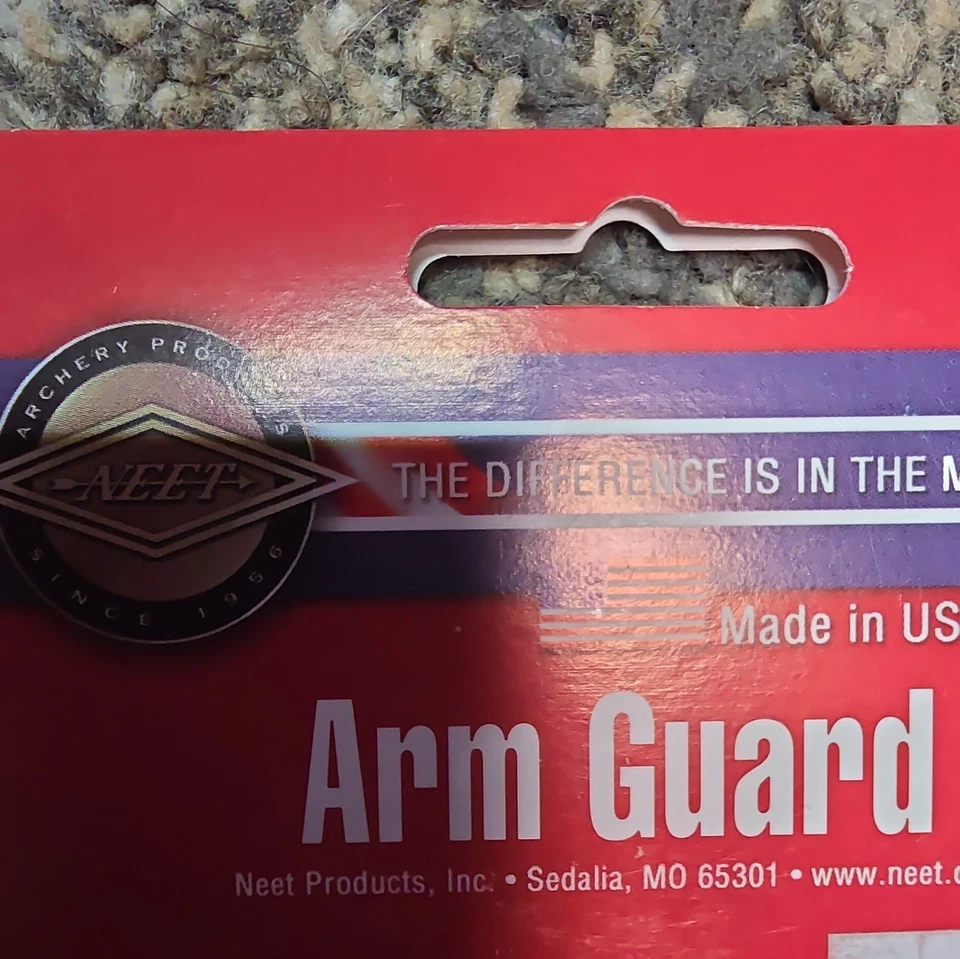 ARCHERY PRODUCTS
NEET
SINCE 1956
THE DIFFERENCE IS IN THE M
Made in US
Arm Guard
Neet Products, Inc. • Sedalia, MO 65301 • www.neet.c